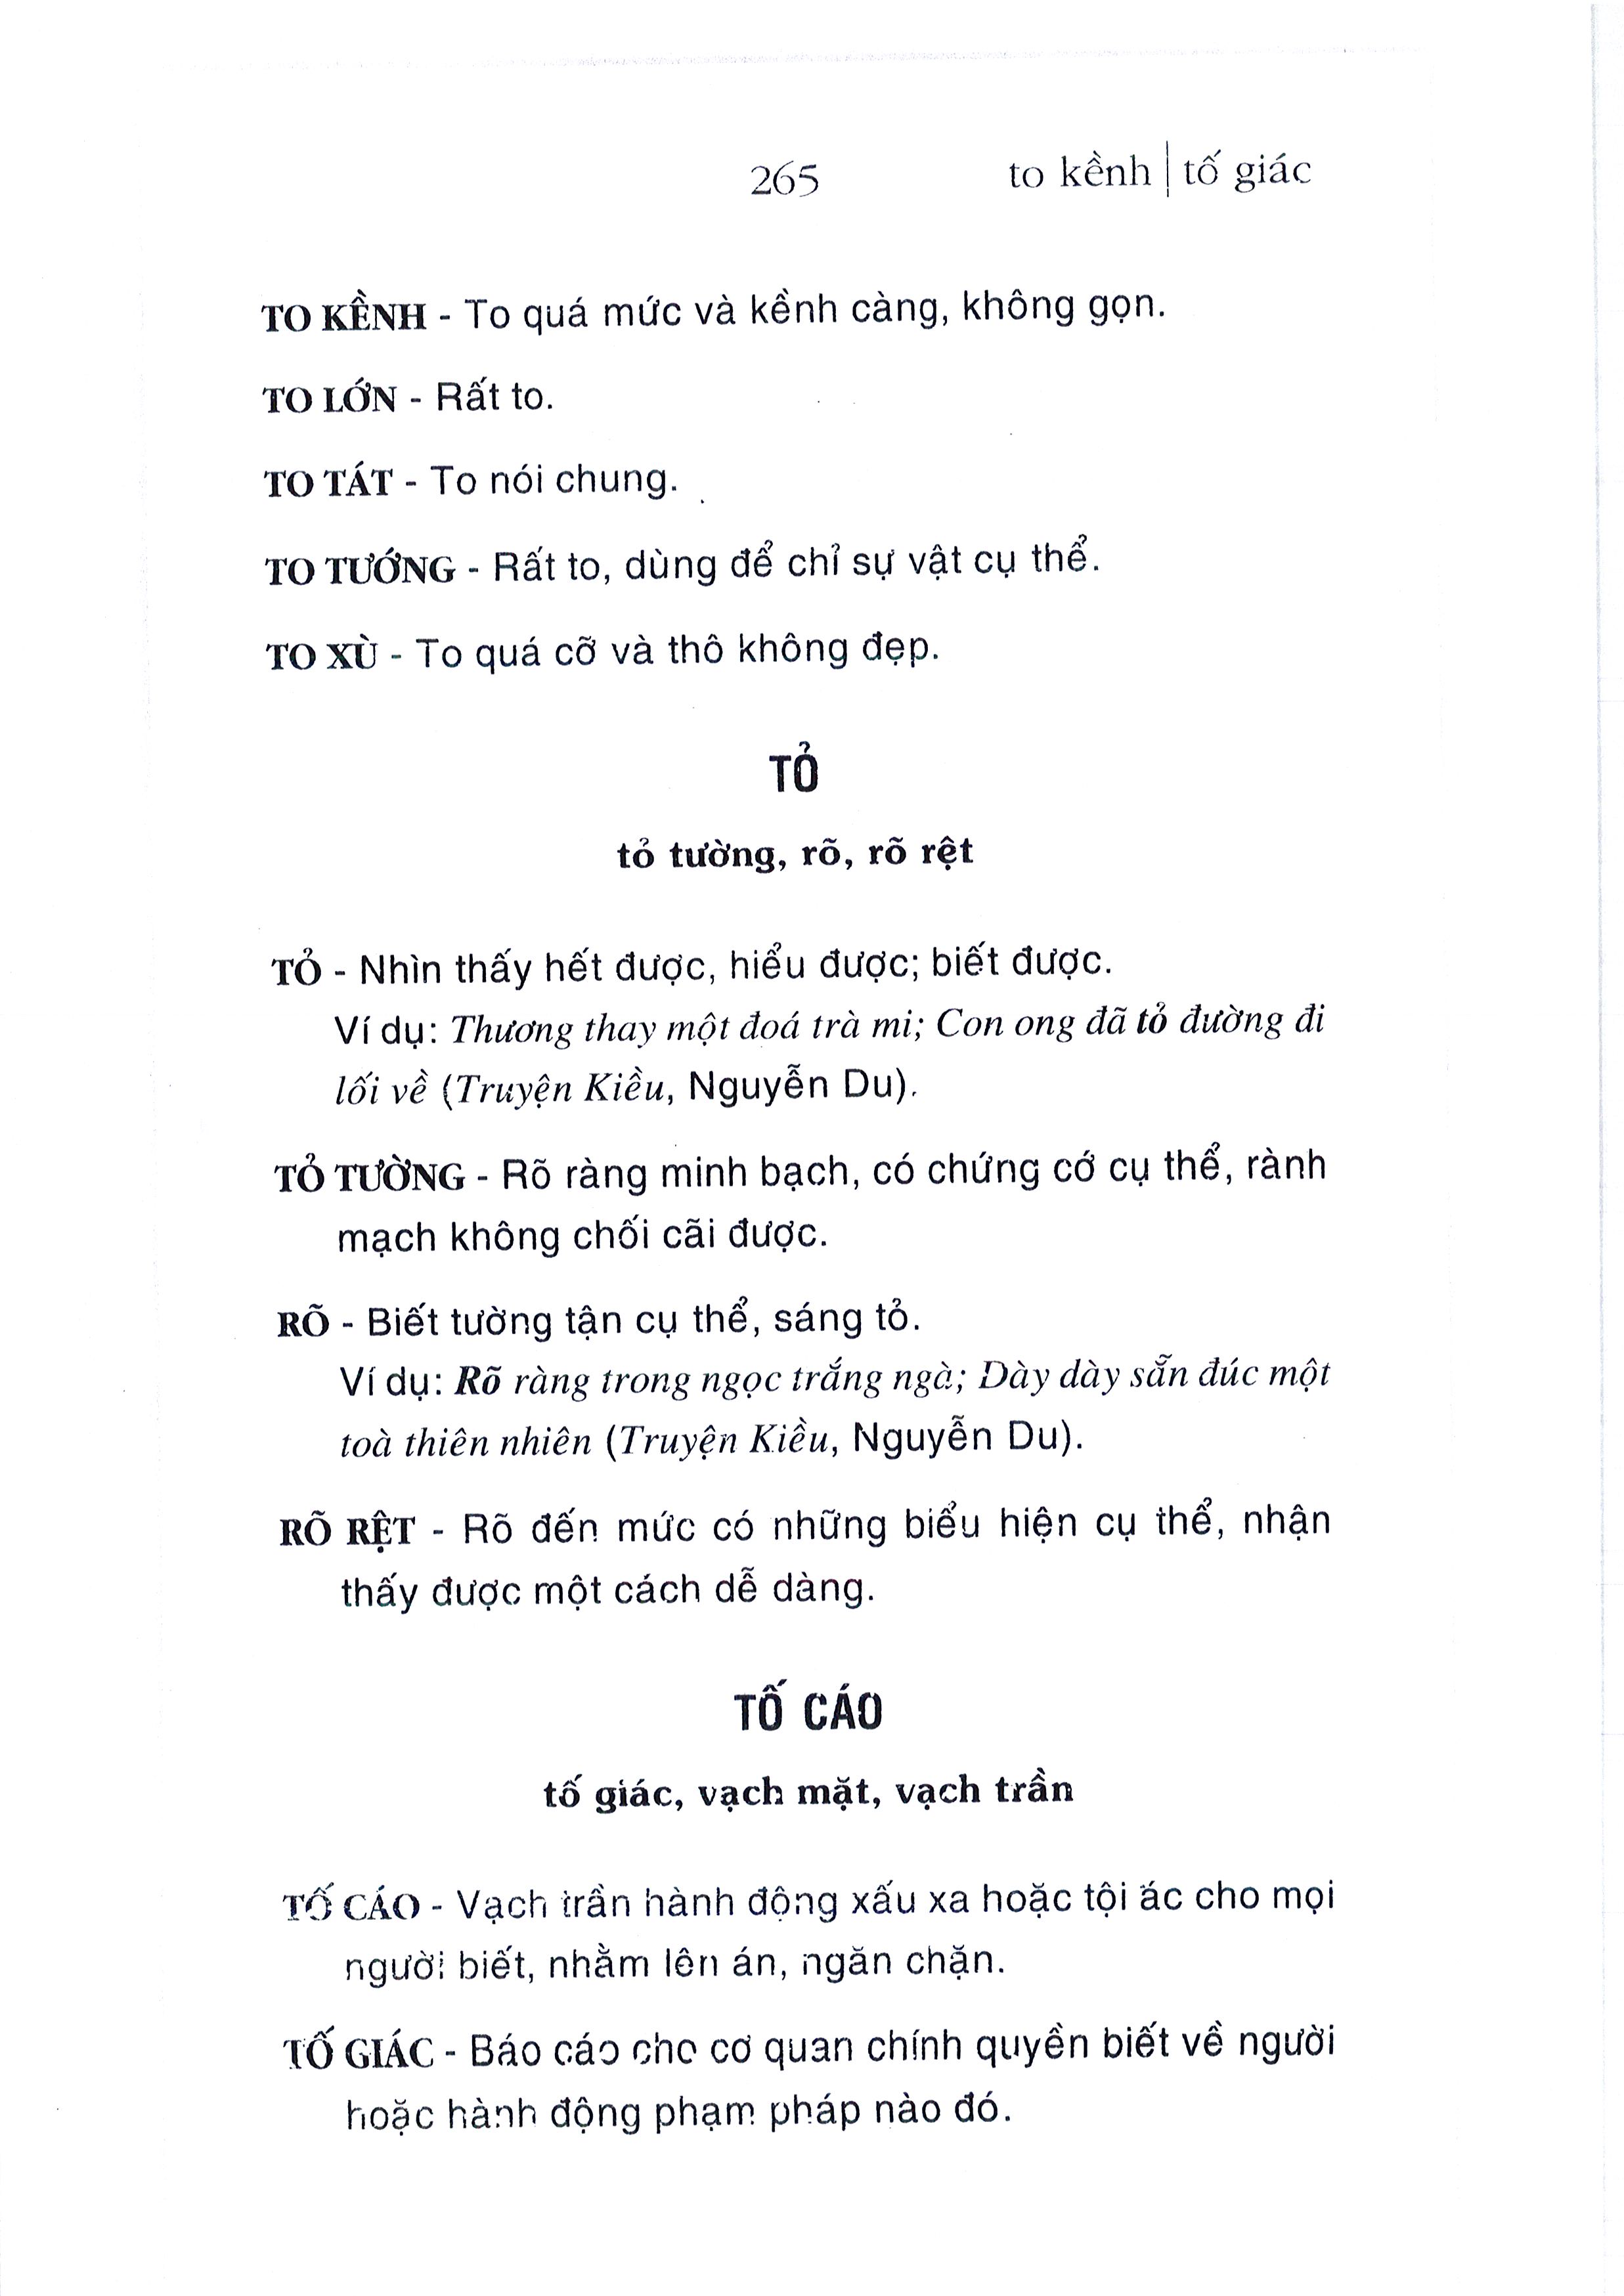 265
to kềnh | tố giác
TO KỀNH - To quá mức và kềnh càng, không gọn.
TO LỚN - Rất to.
TO TÁT - To nói chung.
TO TƯỚNG - Rất to, dùng để chỉ sự vật cụ thể.
TO XÙ - To quá cỡ và thô không đẹp.
TỎ
tỏ tường, rõ, rõ rệt
TỎ - Nhìn thấy hết được, hiểu được; biết được.
Ví dụ: Thương thay một đoá trà mi; Con ong đã tỏ đường đi
lối về (Truyện Kiều, Nguyễn Du).
TỎ TƯỜNG - Rõ ràng minh bạch, có chứng cớ cụ thể, rành
mạch không chối cãi được.
RÕ - Biết tường tận cụ thể, sáng tỏ.
Ví dụ: Rõ ràng trong ngọc trắng ngà; Dày dày sẵn đúc một
toà thiên nhiên (Truyện Kiều, Nguyễn Du).
RÕ RỆT - Rõ đến mức có những biểu hiện cụ thể, nhận
thấy được một cách dễ dàng.
TỐ CÁO
tố giác, vạch mặt, vạch trần
TỐ CÁO - Vạch trần hành động xấu xa hoặc tội ác cho mọi
người biết, nhằm lên án, ngăn chặn.
TỐ GIÁC - Báo cáo cho cơ quan chính quyền biết về người
hoặc hành động phạm pháp nào đó.